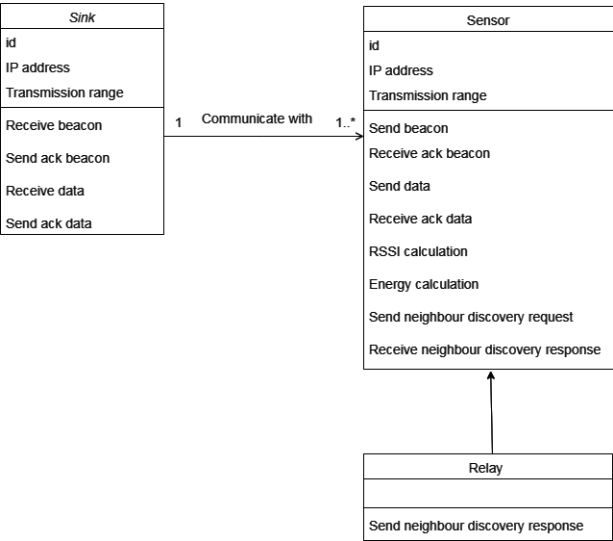 Sink
id
IP address
Transmission range
Receive beacon
Send ack beacon
Receive data
Send ack data
1 Communicate with 1..*
Sensor
id
IP address
Transmission range
Send beacon
Receive ack beacon
Send data
Receive ack data
RSSI calculation
Energy calculation
Send neighbour discovery request
Receive neighbour discovery response
Relay
Send neighbour discovery response